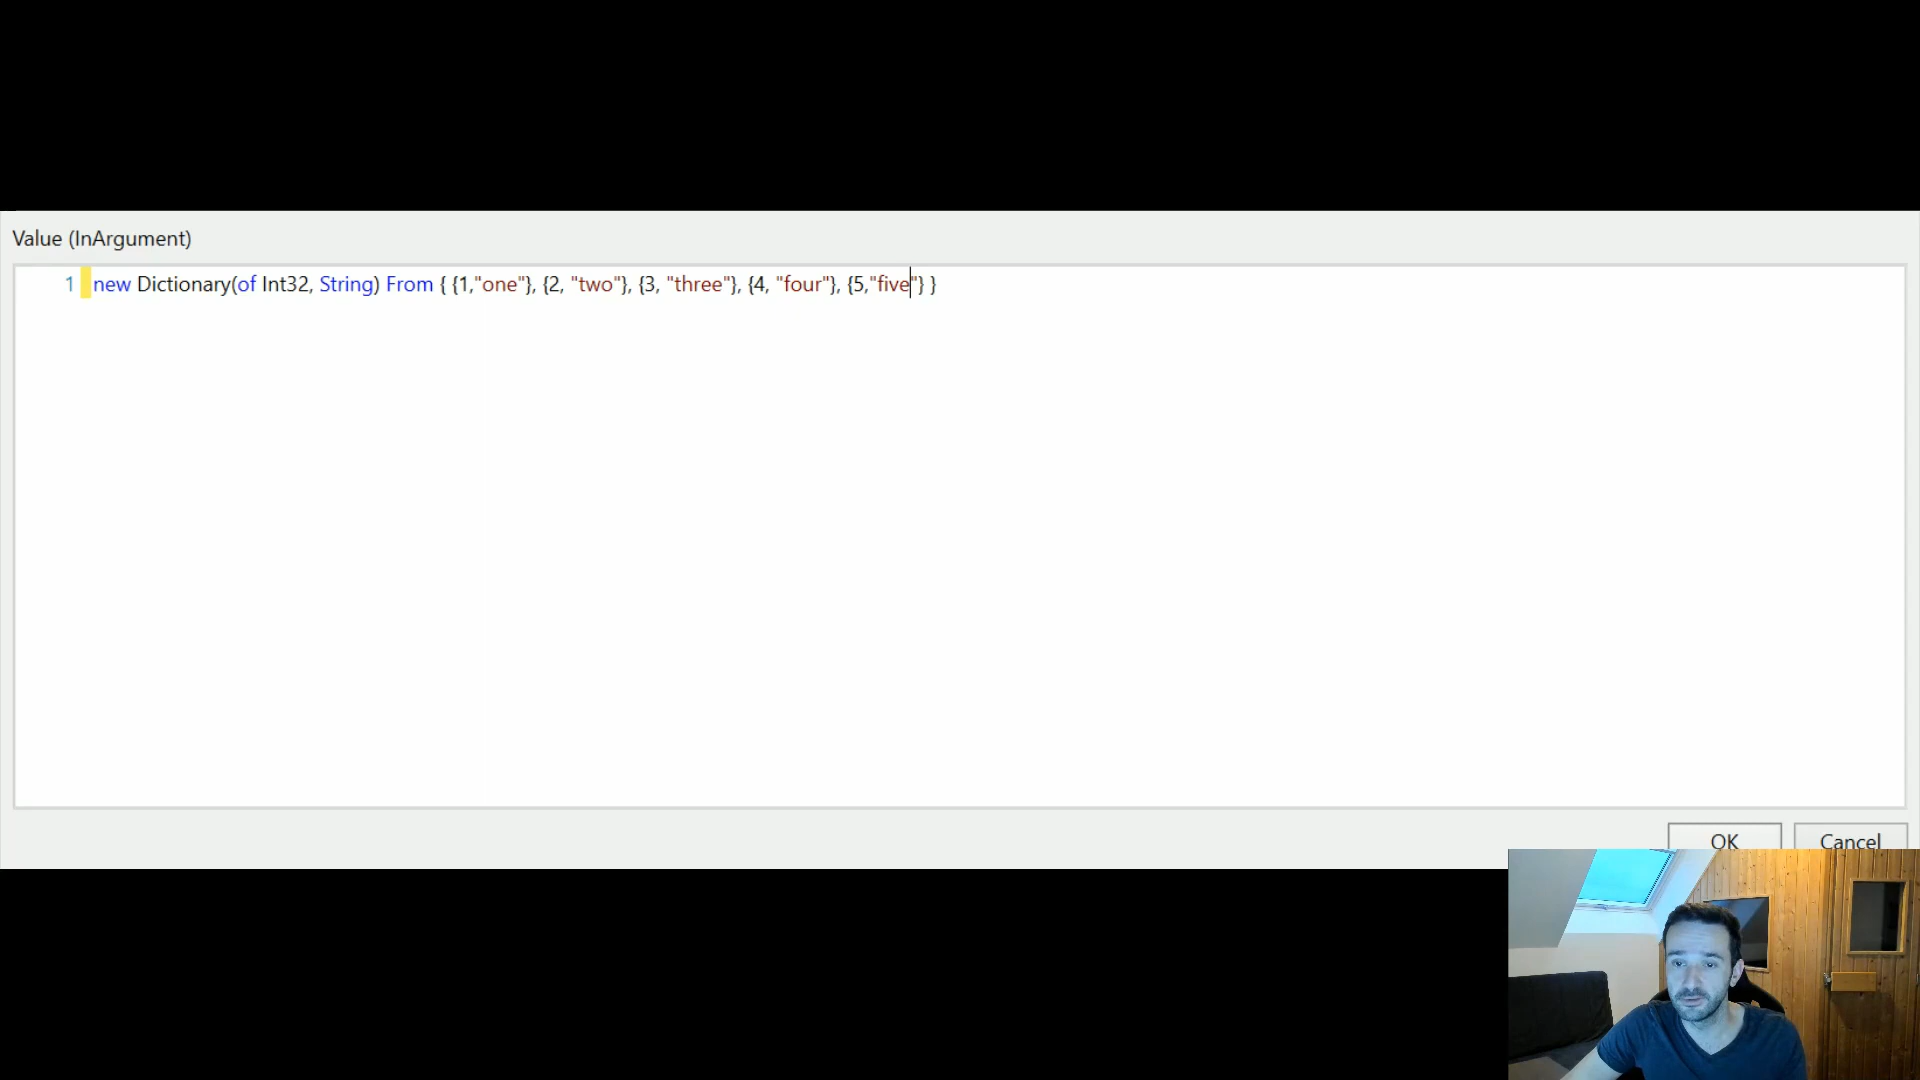 Value (InArgument)
1 new Dictionary(of Int32, String) From { {1,"one"}, {2, "two"}, {3, "three"}, {4, "four"}, {5,"five"} }
OK Cancel